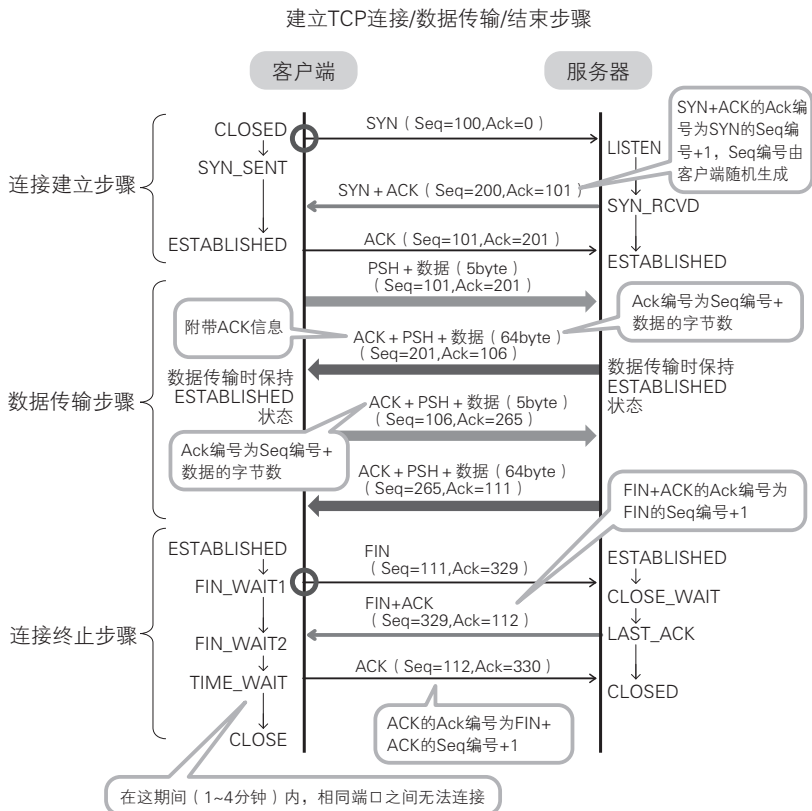 建立TCP连接/数据传输/结束步骤
客户端
服务器
连接建立步骤
CLOSED
SYN_SENT
ESTABLISHED
SYN（Seq=100,Ack=0）
SYN+ACK（Seq=200,Ack=101）
ACK（Seq=101,Ack=201）
LISTEN
SYN_RCVD
ESTABLISHED
SYN+ACK的Ack编
号为SYN的Seq编
号+1，Seq编号由
客户端随机生成
数据传输步骤
PSH+数据（5byte）
（Seq=101,Ack=201）
附带ACK信息
ACK+PSH+数据（64byte）
（Seq=201,Ack=106）
Ack编号为Seq编号+
数据的字节数
数据传输时保持
ESTABLISHED
状态
数据传输时保持
ESTABLISHED
状态
ACK+PSH+数据（5byte）
（Seq=106,Ack=265）
Ack编号为Seq编号+
数据的字节数
ACK+PSH+数据（64byte）
（Seq=265,Ack=111）
FIN+ACK的Ack编号为
FIN的Seq编号+1
连接终止步骤
ESTABLISHED
FIN_WAIT1
FIN_WAIT2
TIME_WAIT
CLOSE
FIN
（Seq=111,Ack=329）
FIN+ACK
（Seq=329,Ack=112）
ACK（Seq=112,Ack=330）
ESTABLISHED
CLOSE_WAIT
LAST_ACK
CLOSED
ACK的Ack编号为FIN+
ACK的Seq编号+1
在这期间（1~4分钟）内，相同端口之间无法连接